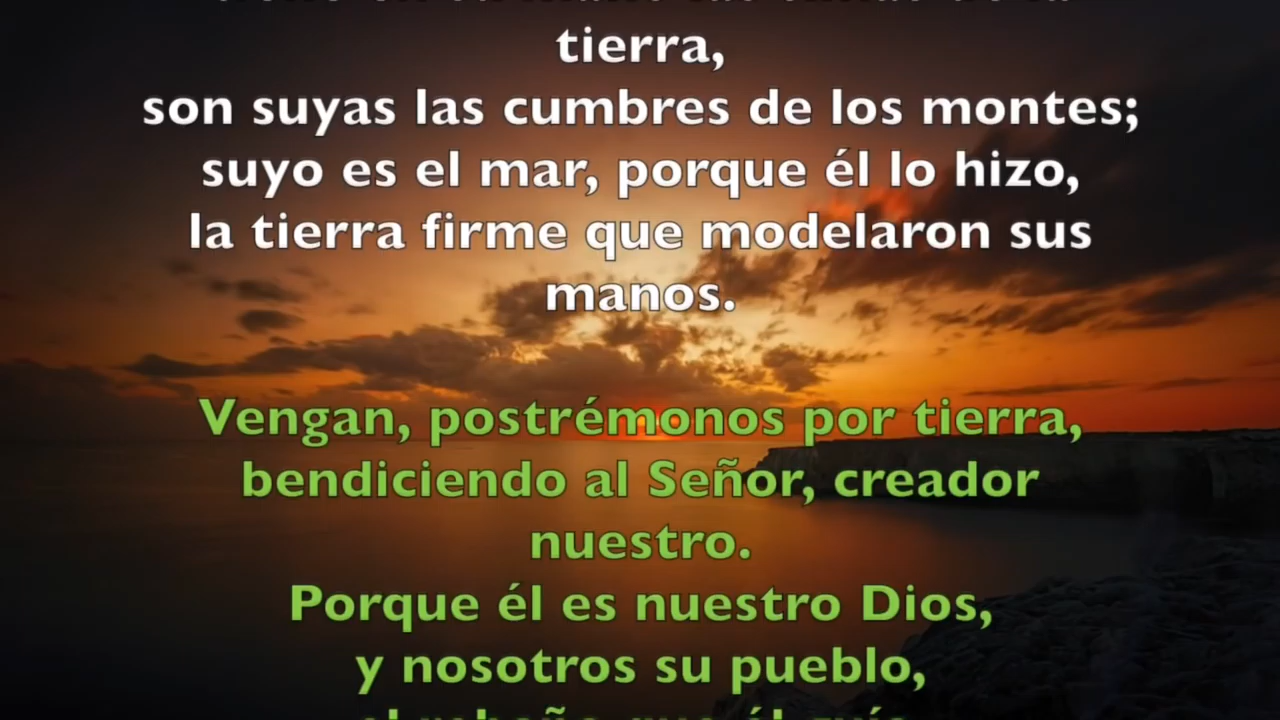 tierra,
son suyas las cumbres de los montes;
suyo es el mar, porque él lo hizo,
la tierra firme que modelaron sus
manos.
Vengan, postrémonos por tierra,
bendiciendo al Señor, creador
nuestro.
Porque él es nuestro Dios,
y nosotros su pueblo,